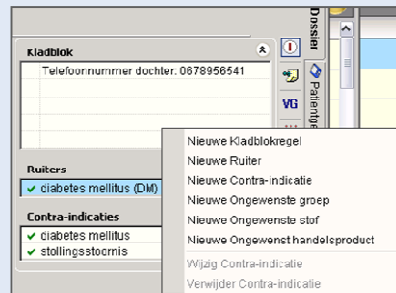 Kladblok
Telefoonnummer dochter: 0678956541
VG
Dossier
Patientge
Ruiters
diabetes mellitus (DM)
Contra-indicaties
diabetes mellitus
stollingsstoornis
Nieuwe Kladblokregel
Nieuwe Ruiter
Nieuwe Contra-indicatie
Nieuwe Ongewenste groep
Nieuwe Ongewenste stof
Nieuwe Ongewenst handelsproduct
Wijzig Contra-indicatie
Verwijder Contra-indicatie